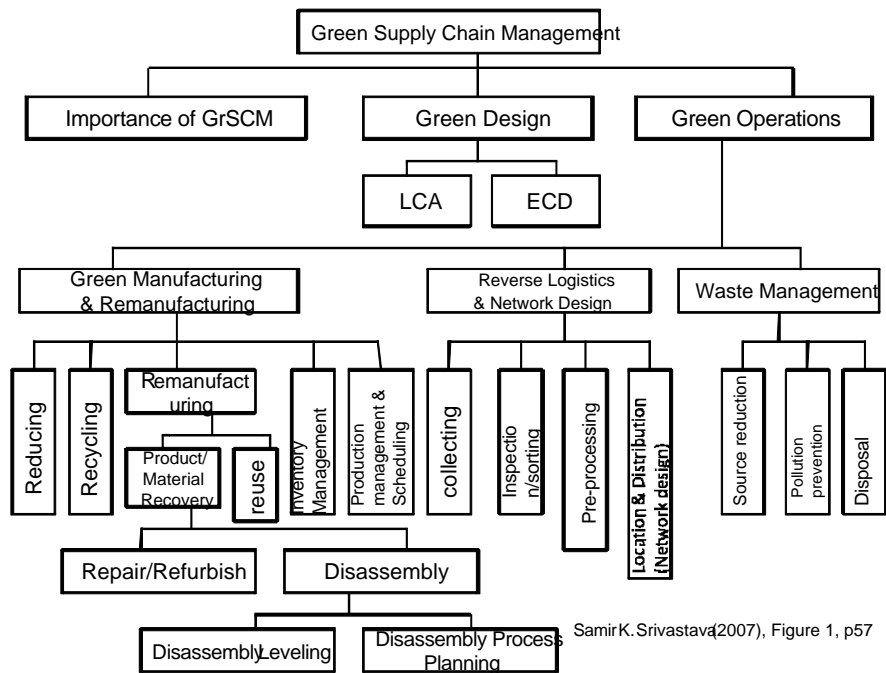 Green Supply Chain Management
Importance of GrSCM
Green Design
Green Operations
LCA
ECD
Green Manufacturing
& Remanufacturing
Reverse Logistics
& Network Design
Waste Management
Reducing
Recycling
Remanufact
uring
Product/
Material
Recovery
reuse
Inventory
Management
Production
management &
Scheduling
collecting
Inspectio
n/sorting
Pre-processing
Location & Distribution
(Network design)
Source reduction
Pollution
prevention
Disposal
Repair/Refurbish
Disassembly
Disassembly Leveling
Disassembly Process
Planning
Samir K. Srivastava(2007), Figure 1, p57